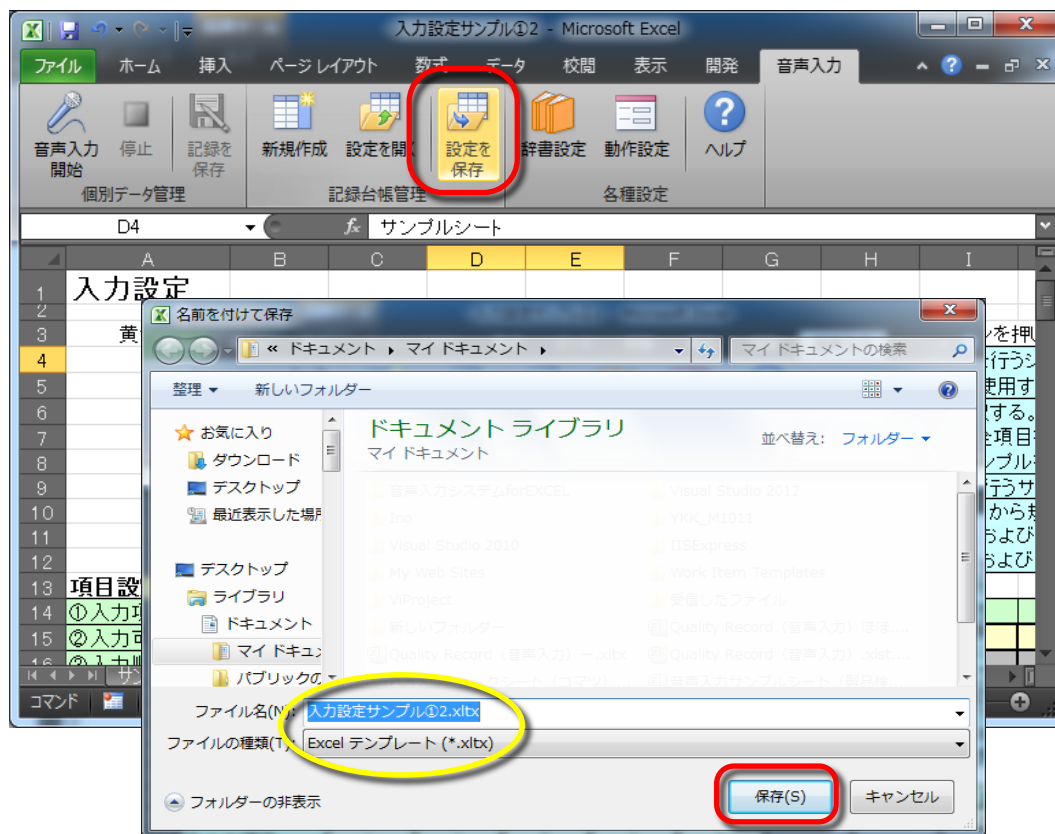 入力設定サンプル①2 - Microsoft Excel
ファイル ホーム 挿入 ページ レイアウト 数式 データ 校閲 表示 開発 音声入力
音声入力 開始
停止
記録を 保存
新規作成
設定を開く
設定を 保存
辞書設定
動作設定
ヘルプ
個別データ管理 記録台帳管理 各種設定
D4 fx サンプルシート
A B C D E F G H I
1 入力設定
2
3 黄
4
5
6
7
8
9
10
11
12
13 項目設
14 ①入力
15 ②入力
16
コマンド
名前を付けて保存
« ドキュメント マイ ドキュメント マイ ドキュメントの検索
整理 新しいフォルダー
お気に入り
ダウンロード
デスクトップ
最近表示した場所
デスクトップ
ライブラリ
ドキュメント
マイ ドキュメ
パブリックの
ドキュメント ライブラリ
マイ ドキュメント
並べ替え: フォルダー
音声入力システムforEXCEL Visual Studio 2012
Ino YKK_M1011
Visual Studio 2010 IISExpress
My Web Sites Work Item Templates
ViProject 受信したファイル
新しいフォルダー
ファイル名(N): 入力設定サンプル①2.xltx
ファイルの種類(T): Excel テンプレート (*.xltx)
フォルダーの非表示
保存(S) キャンセル